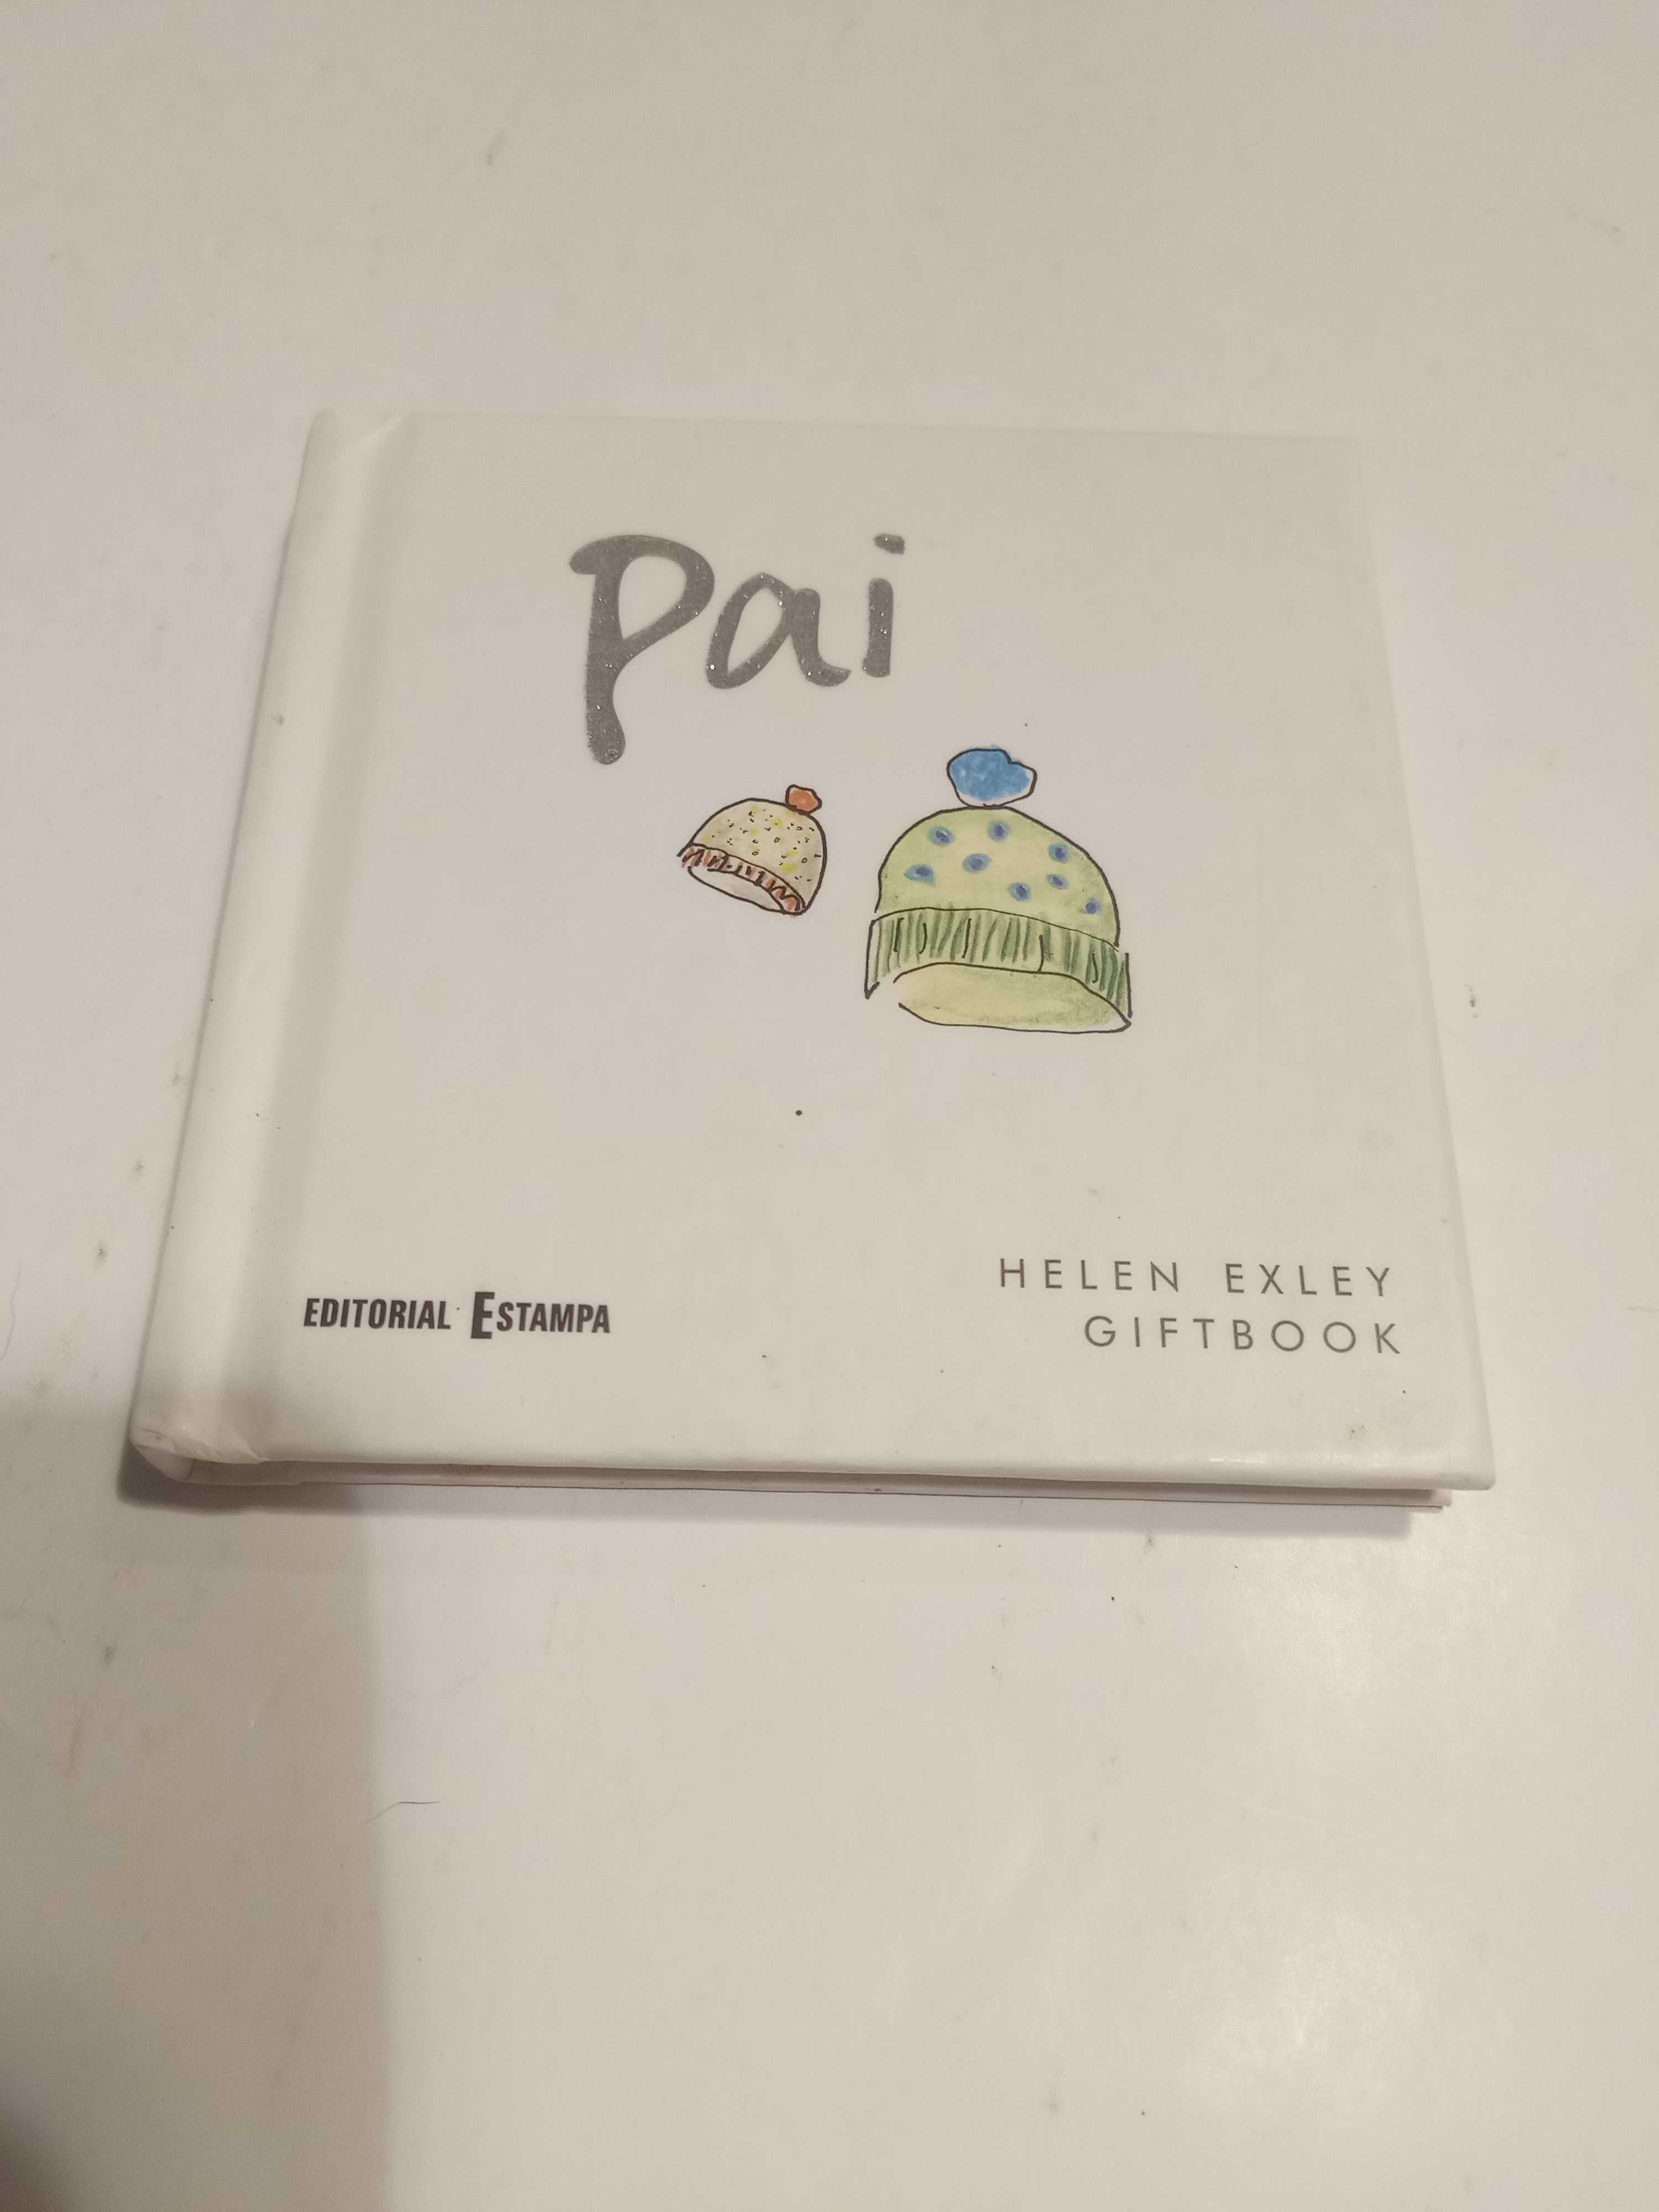 pai
EDITORIAL ESTAMPA
HELEN EXLEY
GIFTBOOK